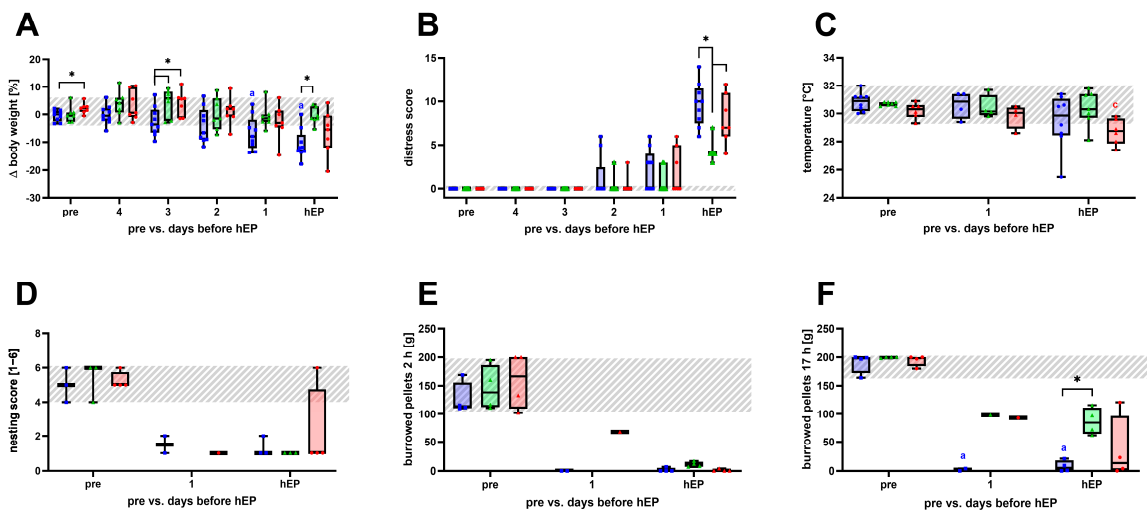 A
Δ body weight [%]
20
10
0
-10
-20
-30
*
*
*
a
a
pre 4 3 2 1 hEP
pre vs. days before hEP
B
distress score
15
10
5
0
*
pre 4 3 2 1 hEP
pre vs. days before hEP
C
temperature [°C]
34
32
30
28
26
24
c
pre 1 hEP
pre vs. days before hEP
D
nesting score [1–6]
8
6
4
2
0
pre 1 hEP
pre vs. days before hEP
E
burrowed pellets 2 h [g]
250
200
150
100
50
0
pre 1 hEP
pre vs. days before hEP
F
burrowed pellets 17 h [g]
250
200
150
100
50
0
*
a
a
pre 1 hEP
pre vs. days before hEP